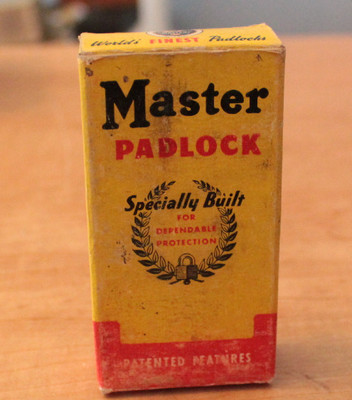 World's FINEST Padlocks
Master
PADLOCK
Specially Built
FOR
DEPENDABLE
PROTECTION
PATENTED FEATURES